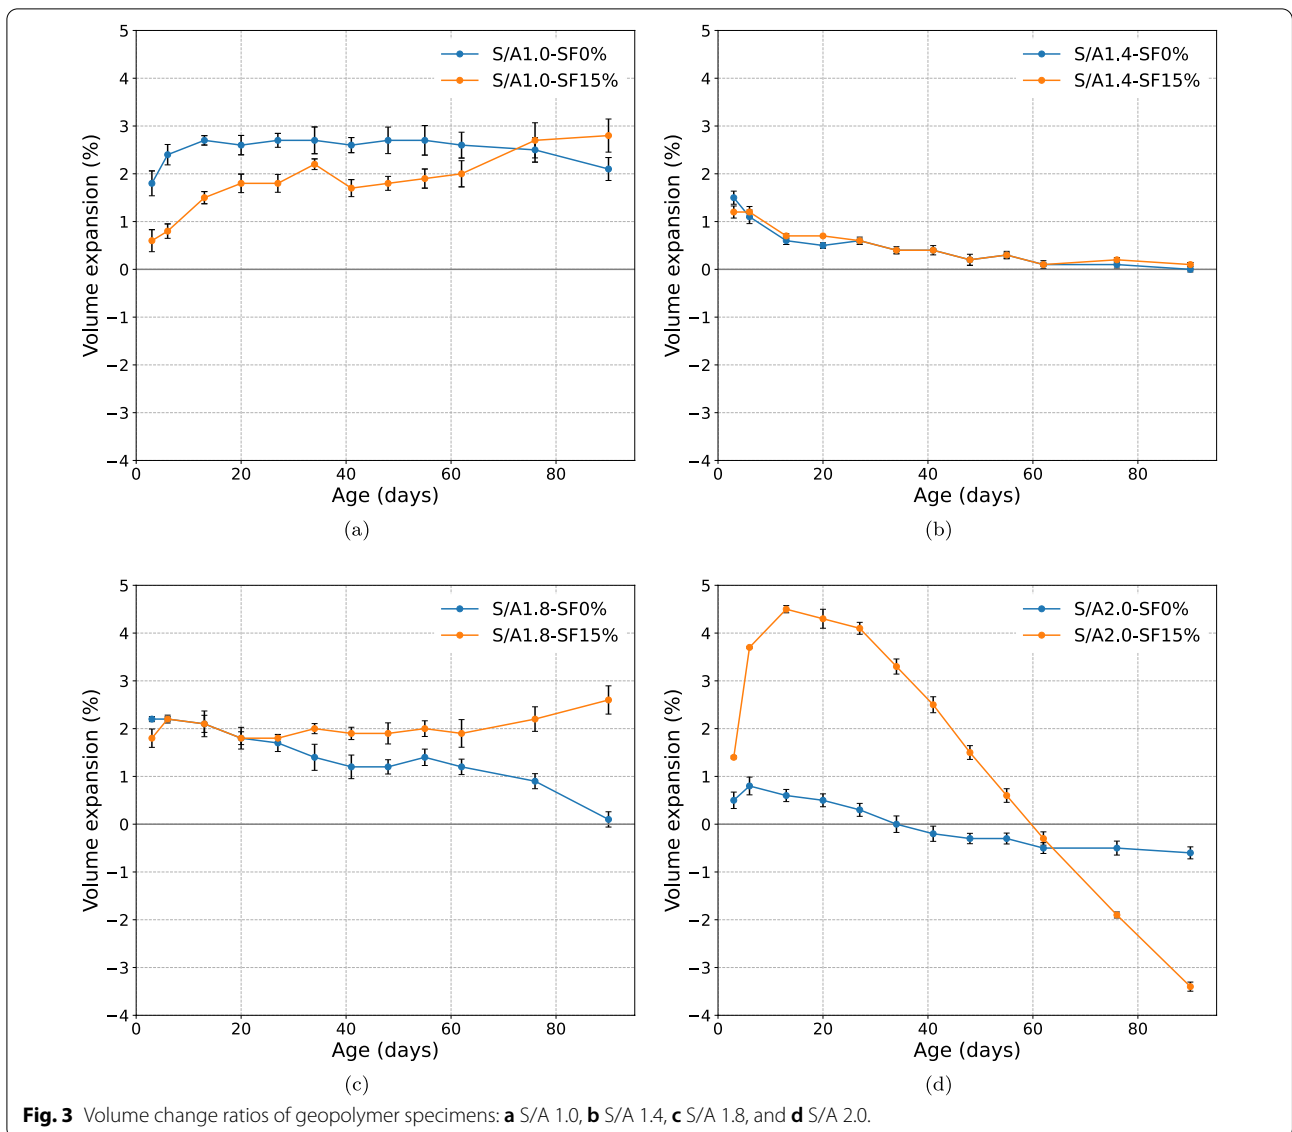 S/A1.0-SF0%
S/A1.0-SF15%
5
4
3
2
1
0
−1
−2
−3
−4
Volume expansion (%)
0 20 40 60 80
Age (days)
(a)
S/A1.4-SF0%
S/A1.4-SF15%
5
4
3
2
1
0
−1
−2
−3
−4
Volume expansion (%)
0 20 40 60 80
Age (days)
(b)
S/A1.8-SF0%
S/A1.8-SF15%
5
4
3
2
1
0
−1
−2
−3
−4
Volume expansion (%)
0 20 40 60 80
Age (days)
(c)
S/A2.0-SF0%
S/A2.0-SF15%
5
4
3
2
1
0
−1
−2
−3
−4
Volume expansion (%)
0 20 40 60 80
Age (days)
(d)
Fig. 3 Volume change ratios of geopolymer specimens: a S/A 1.0, b S/A 1.4, c S/A 1.8, and d S/A 2.0.